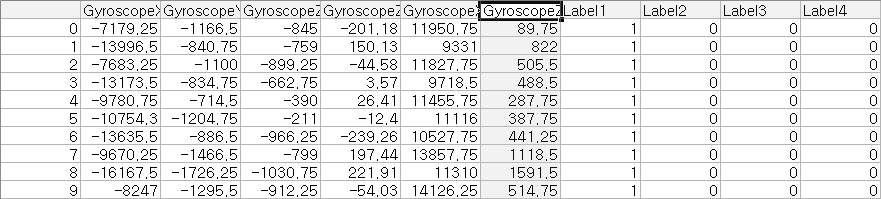 GyroscopeX GyroscopeY GyroscopeZ GyroscopeZ GyroscopeX GyroscopeZ Label1 Label2 Label3 Label4
0 -7179,25 -1166,5 -845 -201,18 11950,75 89,75 1 0 0 0
1 -13996,5 -840,75 -759 150,13 9331 822 1 0 0 0
2 -7683,25 -1100 -899,25 -44,58 11827,75 505,5 1 0 0 0
3 -13173,5 -834,75 -662,75 3,57 9718,5 488,5 1 0 0 0
4 -9780,75 -714,5 -390 26,41 11455,75 287,75 1 0 0 0
5 -10754,3 -1204,75 -211 -12,4 11116 387,75 1 0 0 0
6 -13635,5 -886,5 -966,25 -239,26 10527,75 441,25 1 0 0 0
7 -9670,25 -1466,5 -799 197,44 13857,75 1118,5 1 0 0 0
8 -16167,5 -1726,25 -1030,75 221,91 11310 1591,5 1 0 0 0
9 -8247 -1295,5 -912,25 -54,03 14126,25 514,75 1 0 0 0